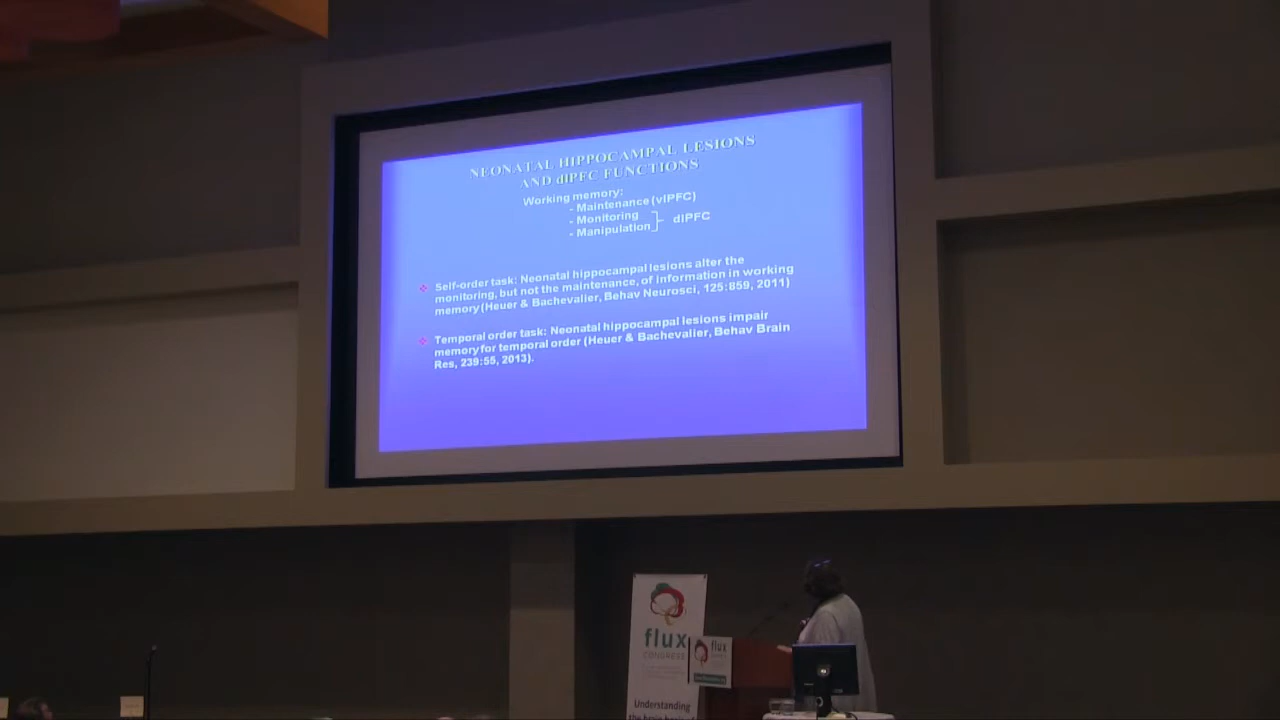 NEONATAL HIPPOCAMPAL LESIONS
AND dlPFC FUNCTIONS
Working memory:
- Maintenance (vlPFC)
- Monitoring
- Manipulation
dlPFC
Self-order task: Neonatal hippocampal lesions alter the
monitoring, but not the maintenance, of information in working
memory (Heuer & Bachevalier, Behav Neurosci, 125:859, 2011)
Temporal order task: Neonatal hippocampal lesions impair
memory for temporal order (Heuer & Bachevalier, Behav Brain
Res, 239:55, 2013).
flux
CONGRESS
Understanding
flux